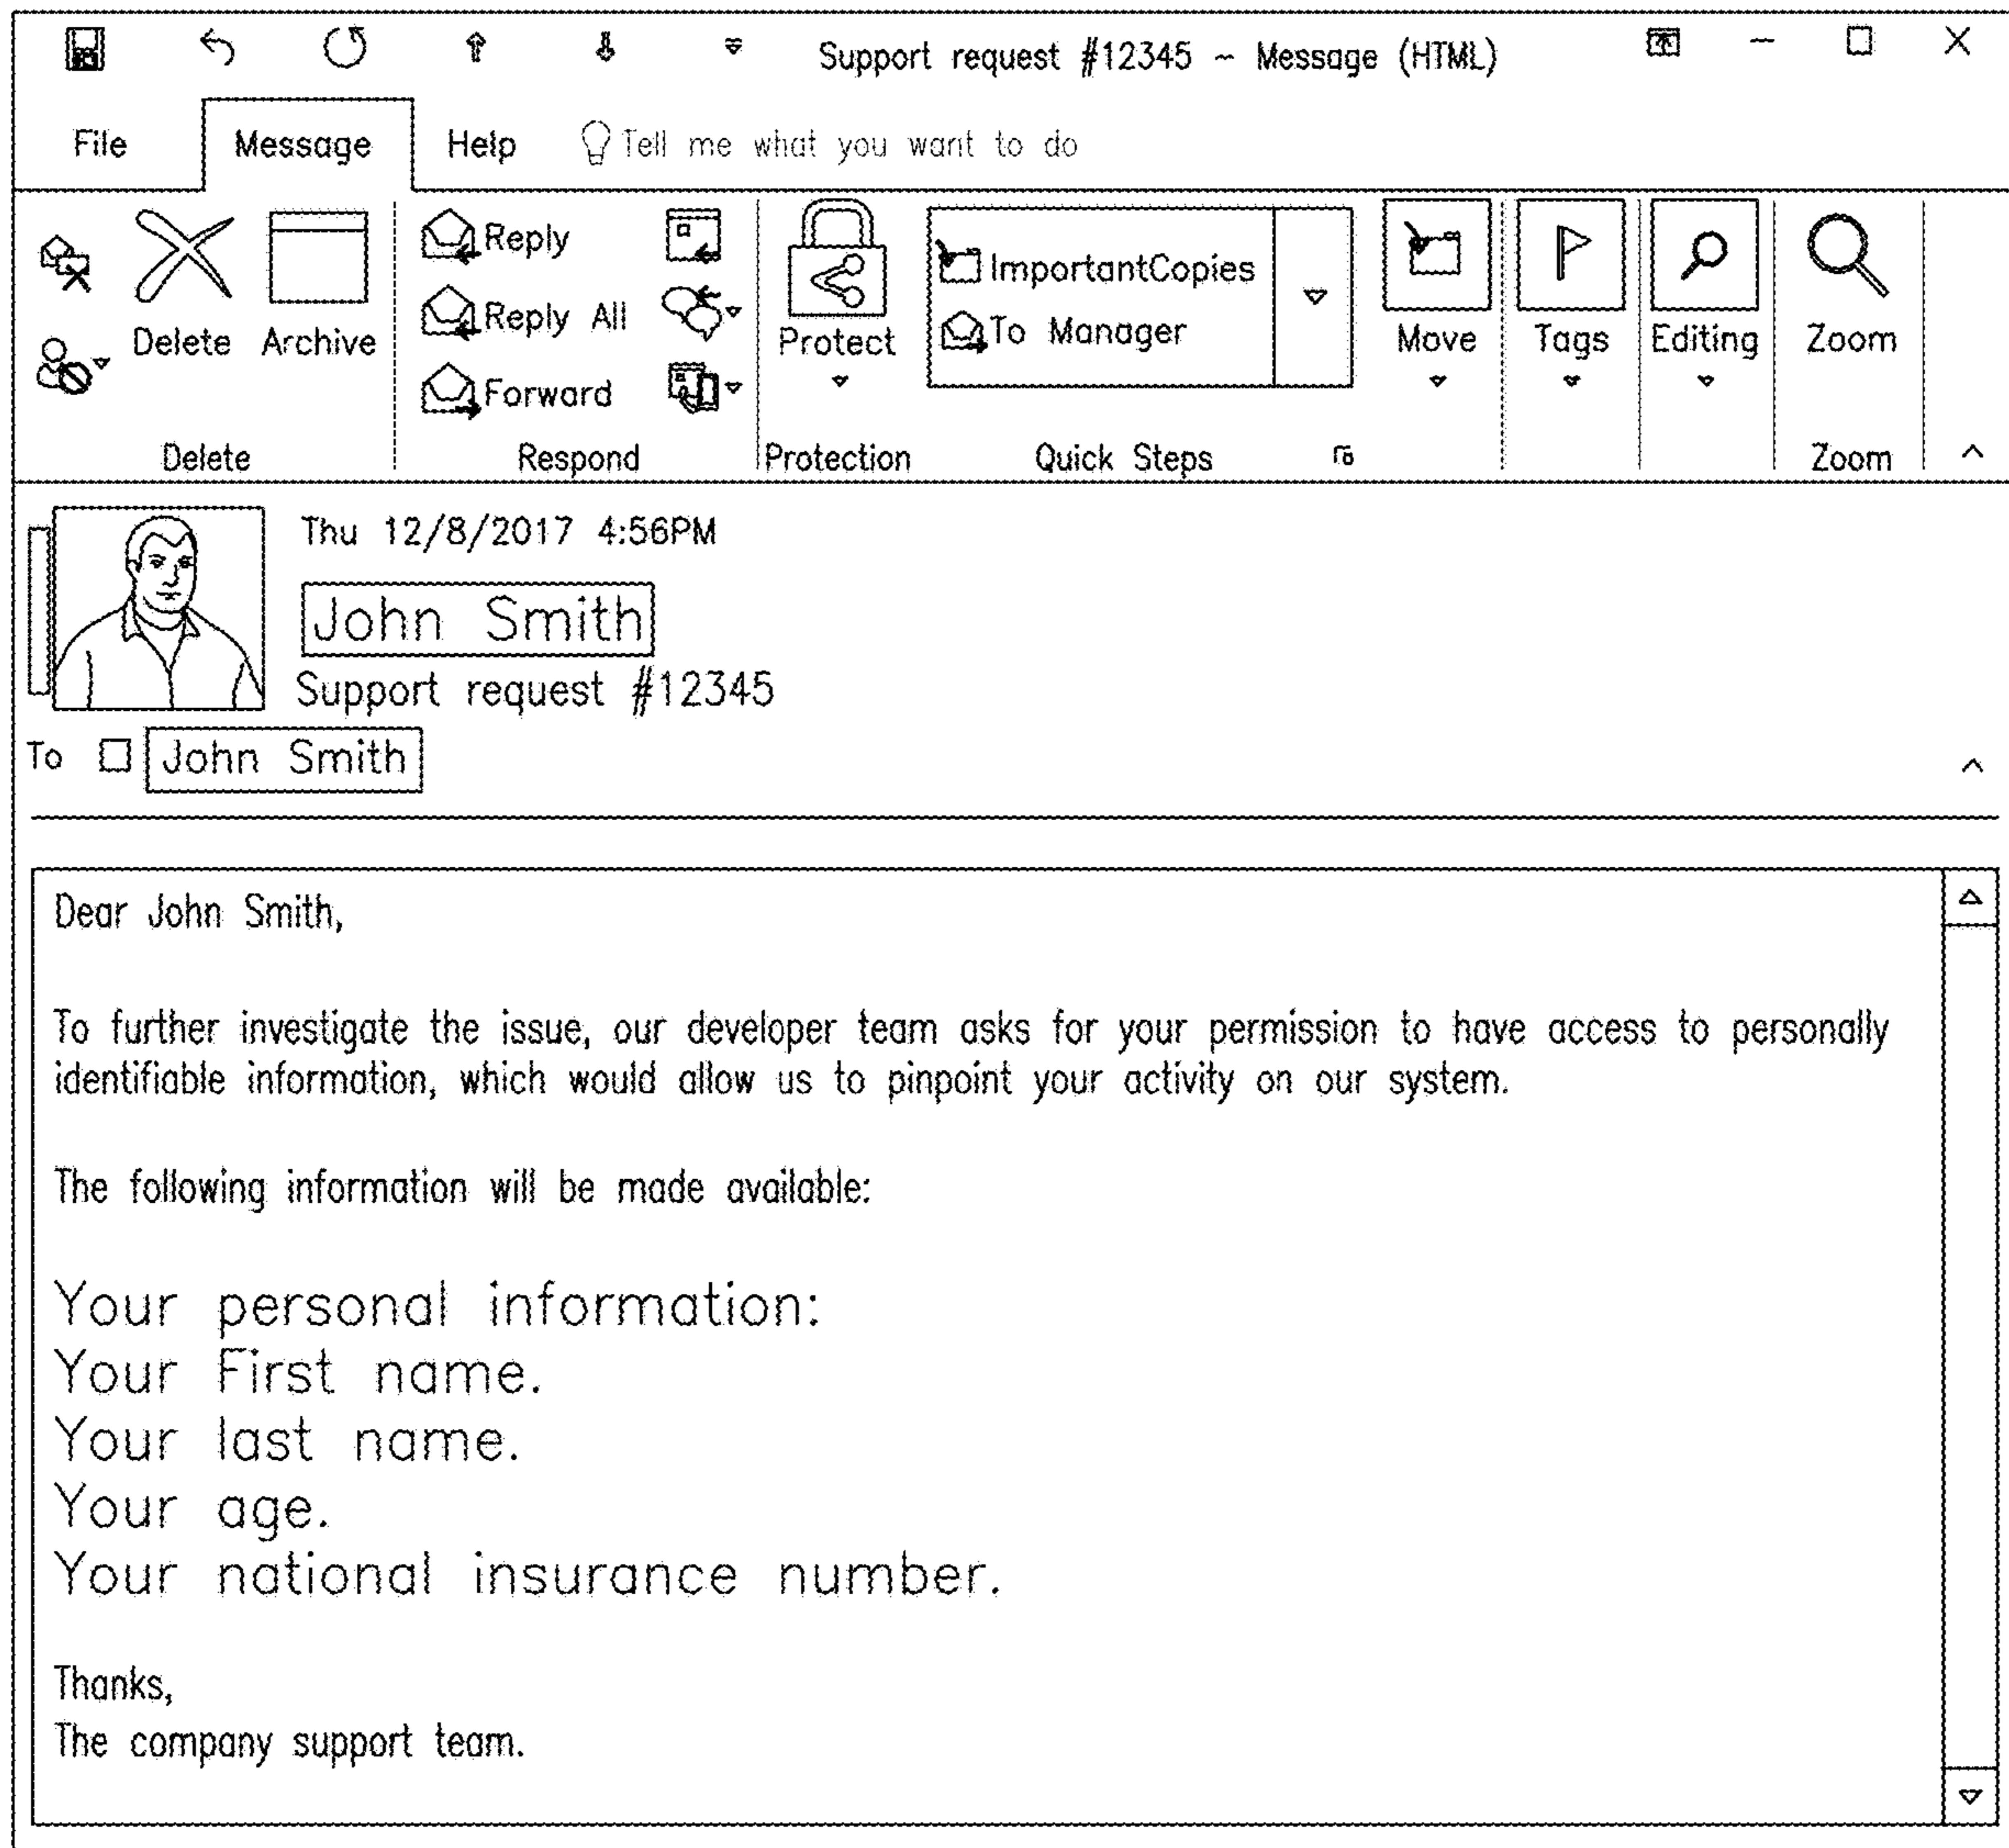 Support request #12345 - Message (HTML)
File Message Help Tell me what you want to do
Delete Archive
Reply
Reply All
Forward
Protect
ImportantCopies
To Manager
Move Tags Editing Zoom
Delete Respond Protection Quick Steps Zoom
Thu 12/8/2017 4:56PM
John Smith
Support request #12345
To John Smith
Dear John Smith,
To further investigate the issue, our developer team asks for your permission to have access to personally
identifiable information, which would allow us to pinpoint your activity on our system.
The following information will be made available:
Your personal information:
Your First name.
Your last name.
Your age.
Your national insurance number.
Thanks,
The company support team.